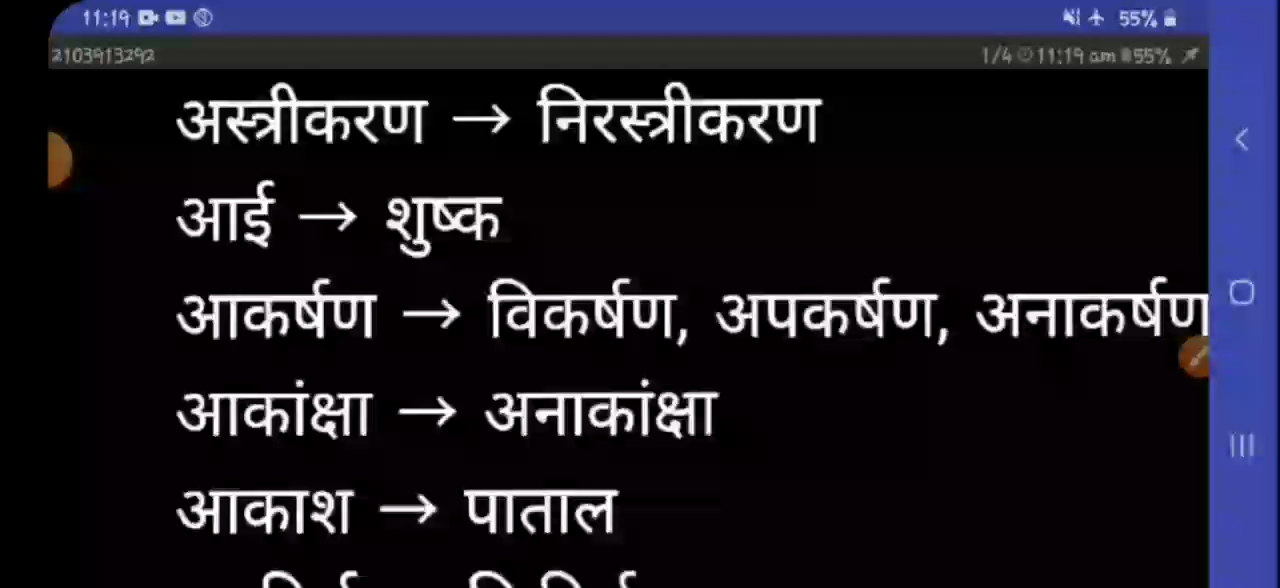 11:19 55%
2103913292 1/4 11:19 am 55%
अस्त्रीकरण → निरस्त्रीकरण
आई → शुष्क
आकर्षण → विकर्षण, अपकर्षण, अनाकर्षण
आकांक्षा → अनाकांक्षा
आकाश → पाताल